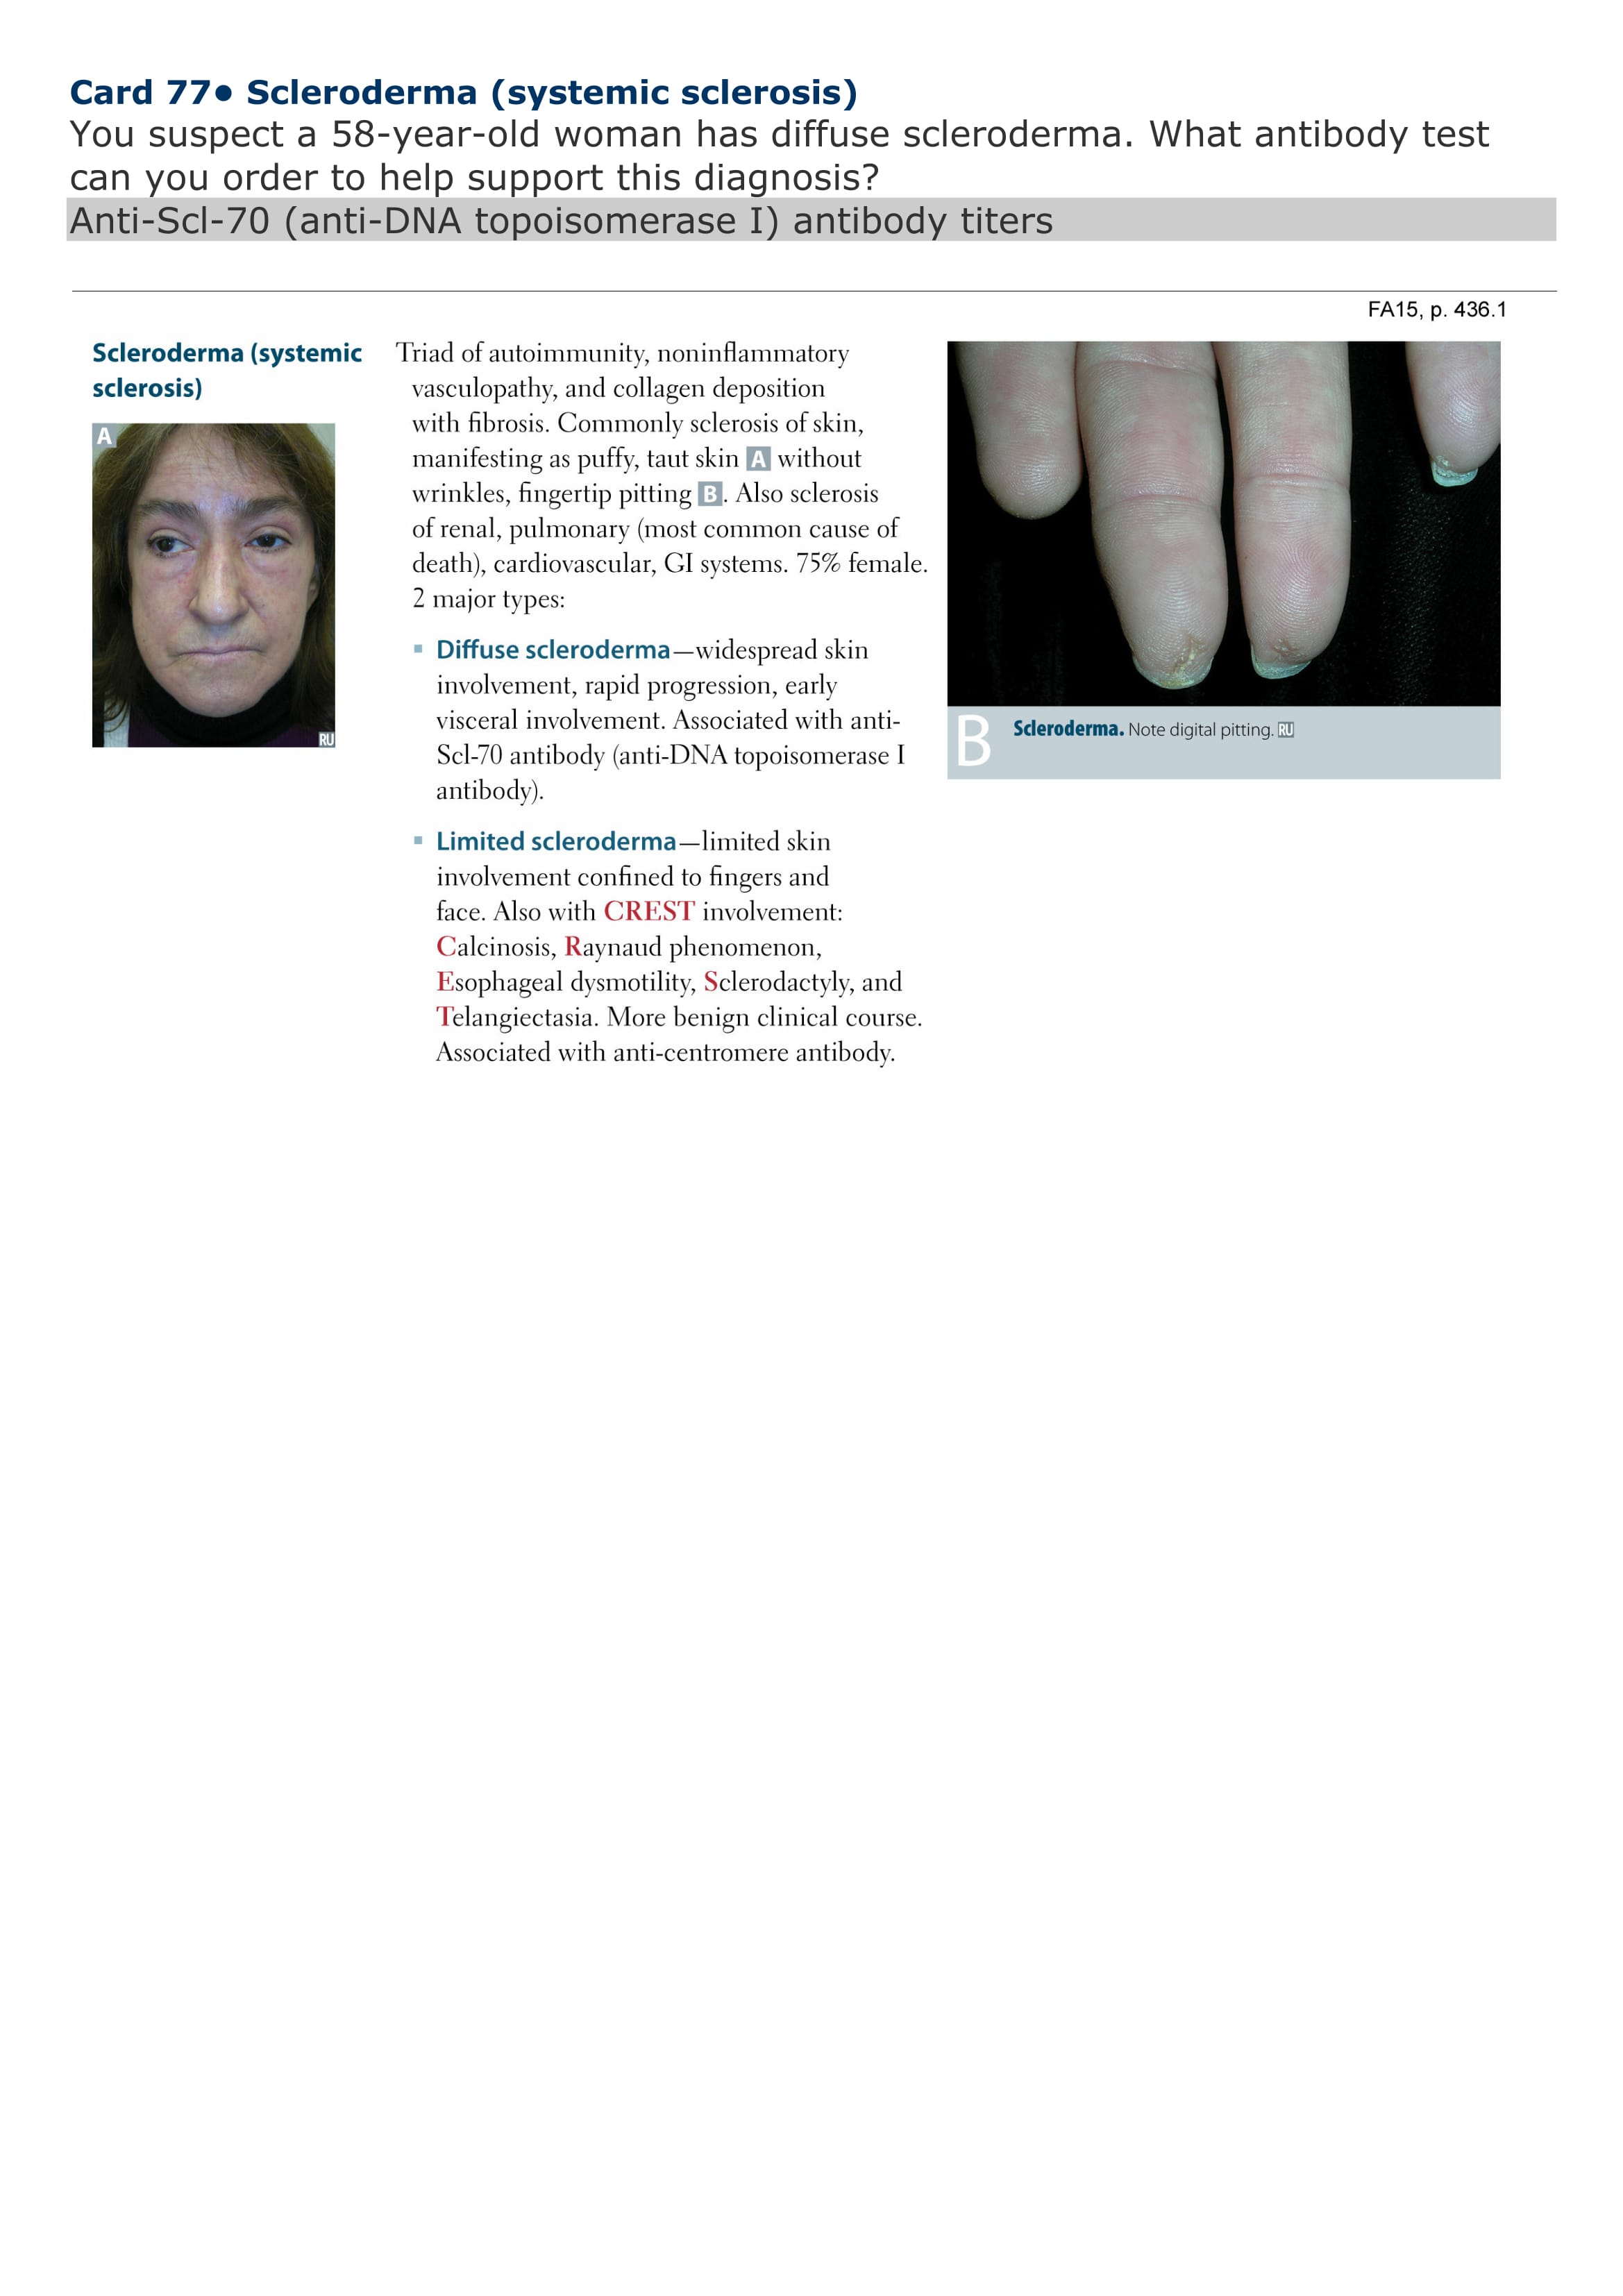 Card 77● Scleroderma (systemic sclerosis)
You suspect a 58-year-old woman has diffuse scleroderma. What antibody test
can you order to help support this diagnosis?
Anti-Scl-70 (anti-DNA topoisomerase I) antibody titers
FA15, p. 436.1
Scleroderma (systemic
sclerosis)
A
RU
Triad of autoimmunity, noninflammatory
vasculopathy, and collagen deposition
with fibrosis. Commonly sclerosis of skin,
manifesting as puffy, taut skin A without
wrinkles, fingertip pitting B. Also sclerosis
of renal, pulmonary (most common cause of
death), cardiovascular, GI systems. 75% female.
2 major types:
▪ Diffuse scleroderma—widespread skin
involvement, rapid progression, early
visceral involvement. Associated with anti-
Scl-70 antibody (anti-DNA topoisomerase I
antibody).
▪ Limited scleroderma—limited skin
involvement confined to fingers and
face. Also with CREST involvement:
Calcinosis, Raynaud phenomenon,
Esophageal dysmotility, Sclerodactyly, and
Telangiectasia. More benign clinical course.
Associated with anti-centromere antibody.
B Scleroderma. Note digital pitting. RU